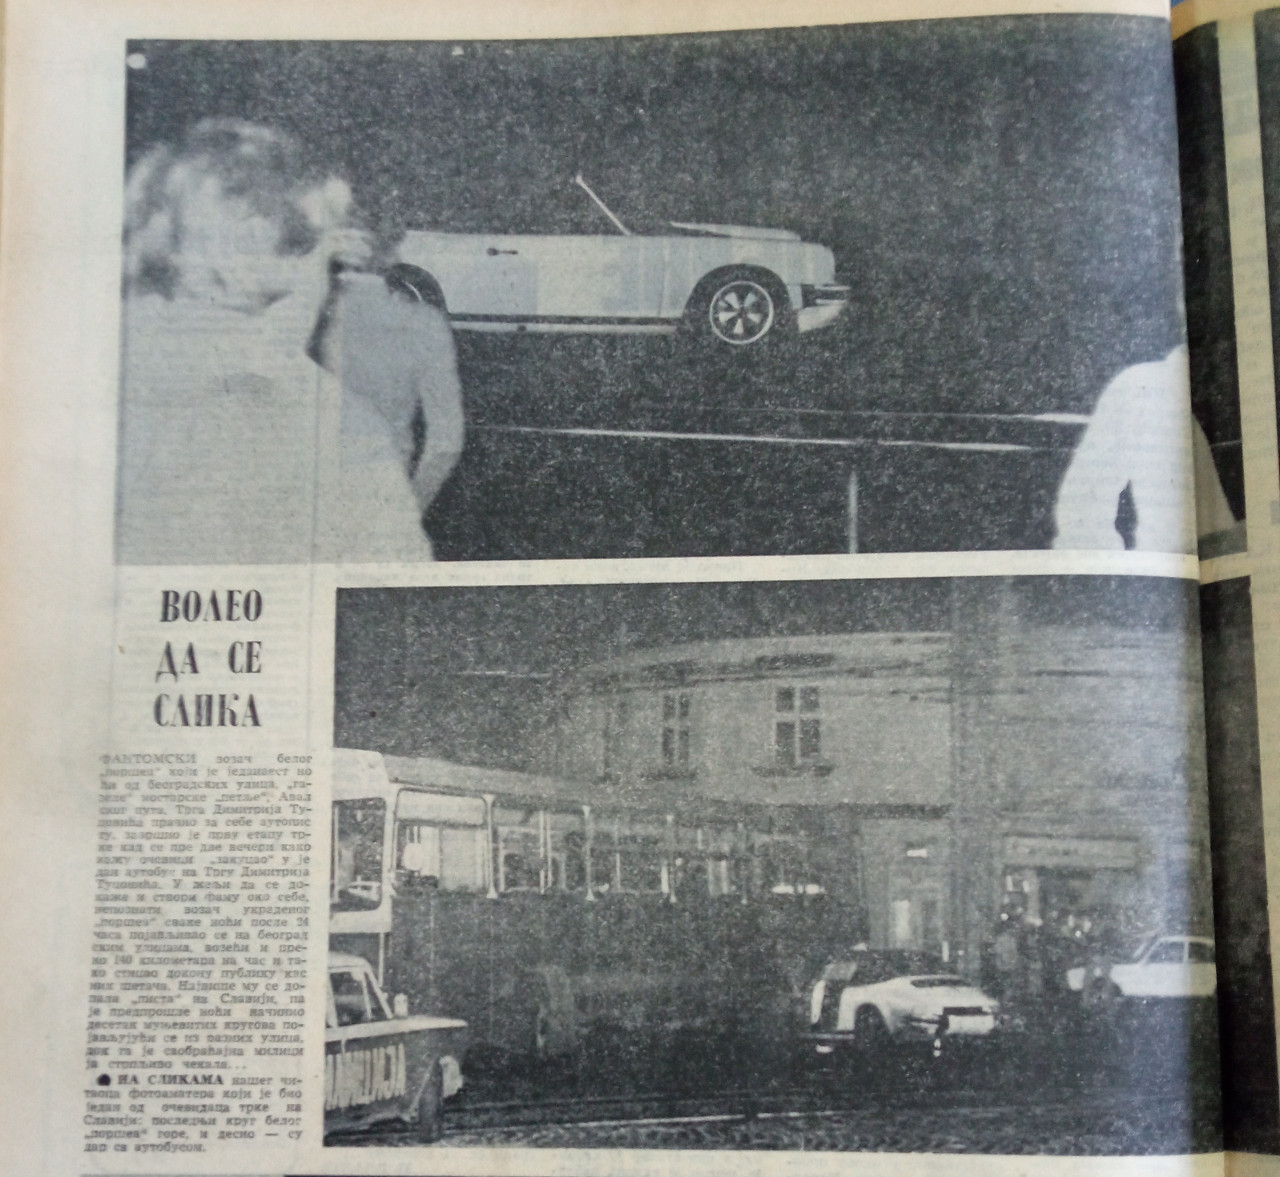 ВОЛЕО
ДА СЕ
СЛИКА
ФАНТОМСКИ возач белог
„поршеа“ који је једанаест но
ћи од београдских улица, „га-
зеле“ мостарске „петље“, Авал
ског пута, Трга Димитрија Ту-
цовића правио за себе аутопис
ту, завршио је прву етапу тр-
ке кад се пре две вечери како
кажу очевици „закуцао“ у је
дан аутобус на Тргу Димитрија
Туцовића. У жељи да се до-
каже и створи фаму око себе,
непознати возач украденог
„поршеа“ сваке ноћи после 24
часа појављивао се на београд
ским улицама, возећи и пре-
ко 140 километара на час и та-
ко стицао докону публику кас
них шетача. Највише му се до-
пала „писта“ на Славији, па
је предпрошле ноћи начинио
десетак муњевитих кругова по-
јављујући се из разних улица,
док га је саобраћајна милици
ја стрпљиво чекала...
● НА СЛИКАМА нашег чи-
таоца фотоаматера који је био
један од очевидаца трке на
Славији: последњи круг белог
„поршеа“ горе, и десно — су
дар са аутобусом.
МИЛИЦИЈА